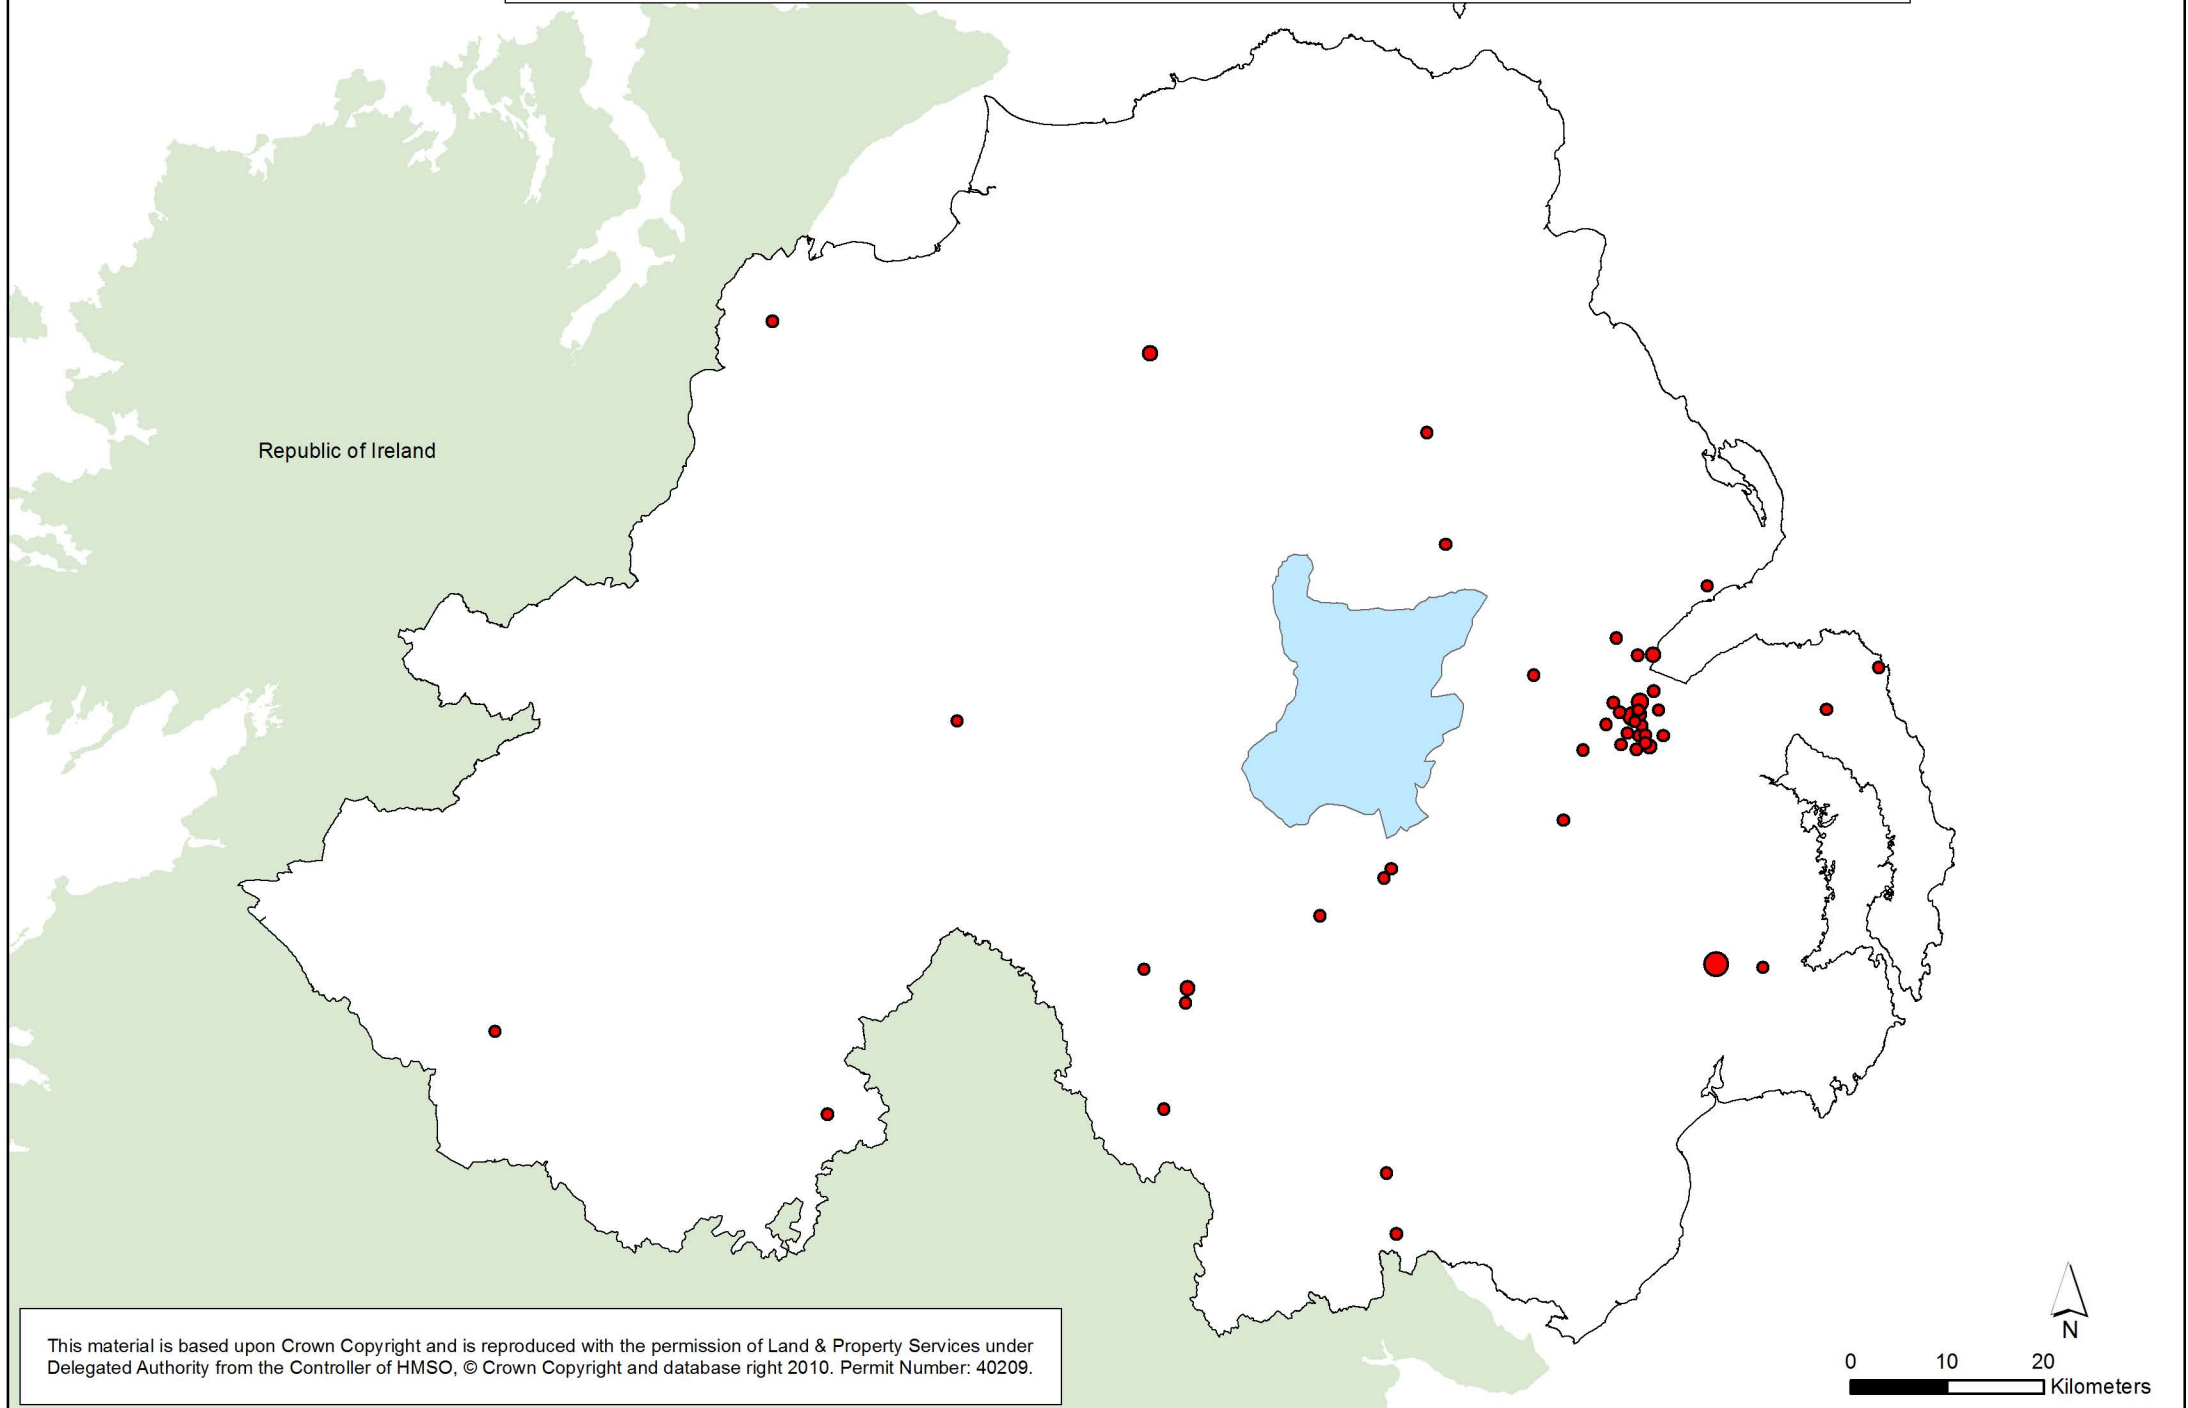 Republic of Ireland
This material is based upon Crown Copyright and is reproduced with the permission of Land & Property Services under
Delegated Authority from the Controller of HMSO, © Crown Copyright and database right 2010. Permit Number: 40209.
N
0 10 20
Kilometers